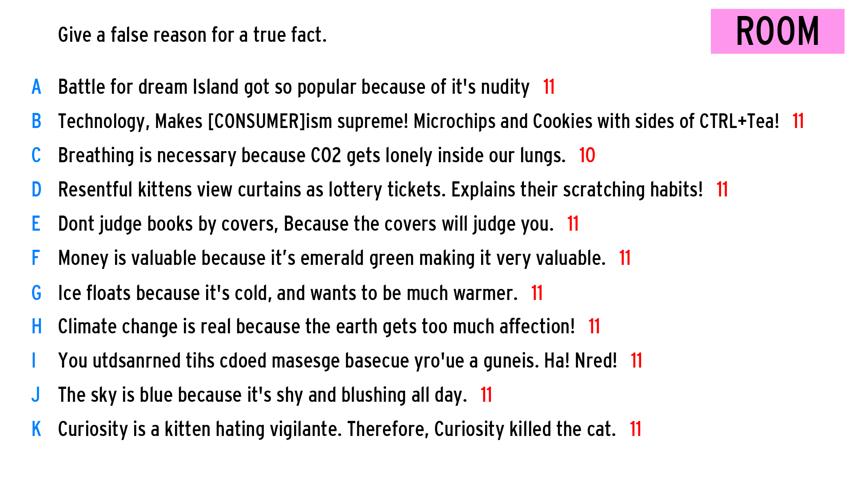 Give a false reason for a true fact.
ROOM
A Battle for dream Island got so popular because of it's nudity 11
B Technology, Makes [CONSUMER]ism supreme! Microchips and Cookies with sides of CTRL+Tea! 11
C Breathing is necessary because CO2 gets lonely inside our lungs. 10
D Resentful kittens view curtains as lottery tickets. Explains their scratching habits! 11
E Dont judge books by covers, Because the covers will judge you. 11
F Money is valuable because it’s emerald green making it very valuable. 11
G Ice floats because it's cold, and wants to be much warmer. 11
H Climate change is real because the earth gets too much affection! 11
I You utdsanrned tihs cdoed masesge basecue yro'ue a guneis. Ha! Nred! 11
J The sky is blue because it's shy and blushing all day. 11
K Curiosity is a kitten hating vigilante. Therefore, Curiosity killed the cat. 11